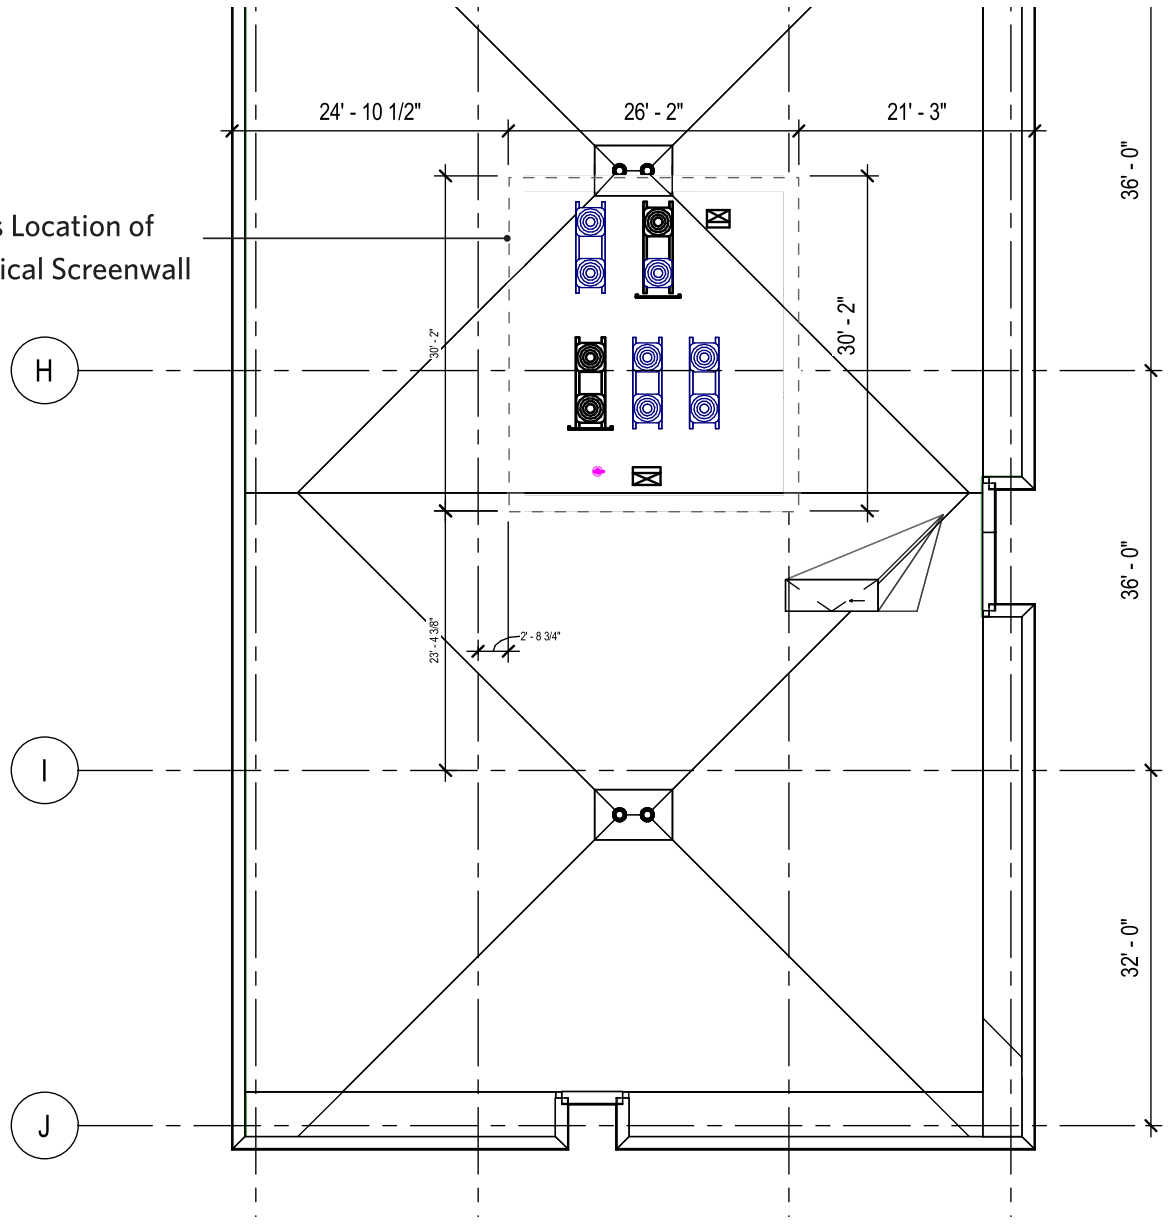 24' - 10 1/2"
26' - 2"
21' - 3"
36' - 0"
s Location of
ical Screenwall
30' - 2"
30' - 2"
H
36' - 0"
23' - 4 3/8"
2' - 8 3/4"
I
32' - 0"
J